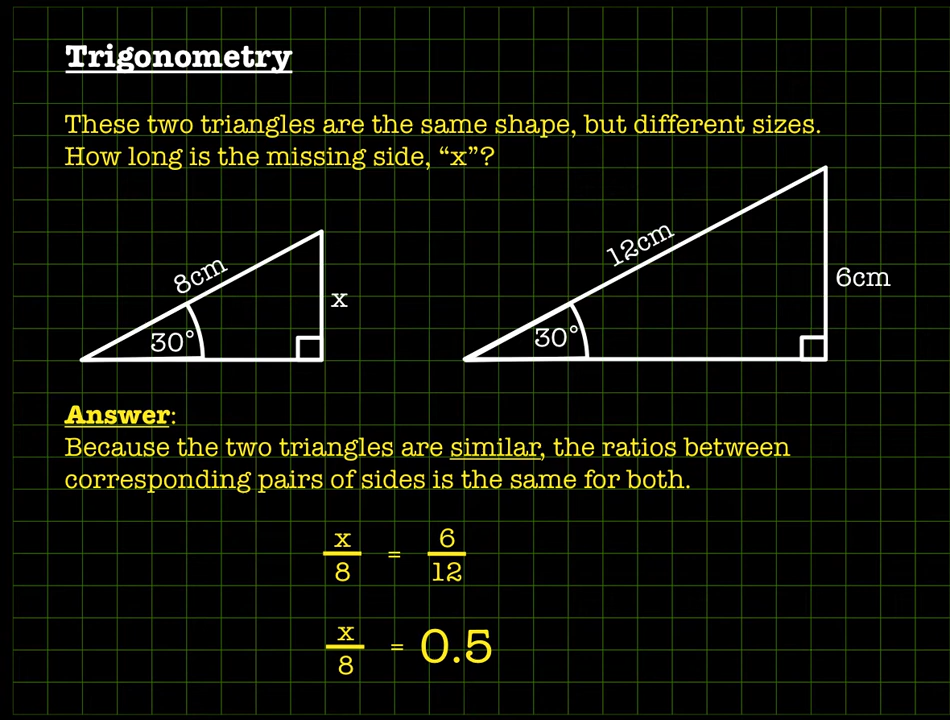 Trigonometry
These two triangles are the same shape, but different sizes.
How long is the missing side, “x”?
8cm
x
30°
12cm
6cm
30°
Answer:
Because the two triangles are similar, the ratios between
corresponding pairs of sides is the same for both.
x/8 = 6/12
x/8 = 0.5